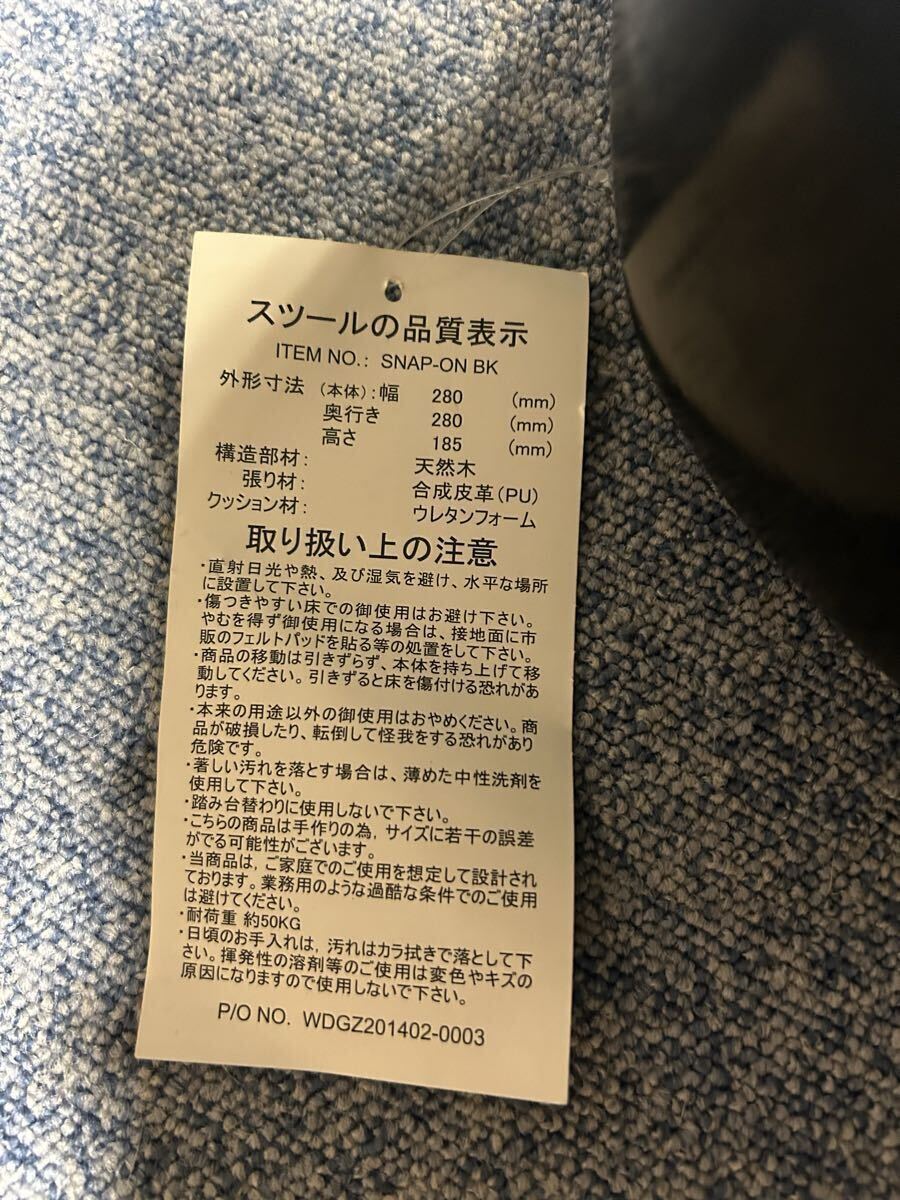 スツールの品質表示
ITEM NO.: SNAP-ON BK
外形寸法 (本体):幅 280 (mm)
奥行き 280 (mm)
高さ 185 (mm)
構造部材: 天然木
張り材: 合成皮革(PU)
クッション材: ウレタンフォーム
取り扱い上の注意
・直射日光や熱、及び湿気を避け、水平な場所
に設置して下さい。
・傷つきやすい床での御使用はお避け下さい。
やむを得ず御使用になる場合は、接地面に市
販のフェルトパッドを貼る等の処置をして下さい。
・商品の移動は引きずらず、本体を持ち上げて移
動してください。引きずると床を傷付ける恐れがあ
ります。
・本来の用途以外の御使用はおやめください。商
品が破損したり、転倒して怪我をする恐れがあり
危険です。
・著しい汚れを落とす場合は、薄めた中性洗剤を
使用して下さい。
・踏み台替わりに使用しないで下さい。
・こちらの商品は手作りの為,サイズに若干の誤差
がでる可能性がございます。
・当商品は,ご家庭でのご使用を想定して設計され
ております。業務用のような過酷な条件でのご使用
は避けてください。
・耐荷重 約50KG
・日頃のお手入れは,汚れはカラ拭きで落として下
さい。揮発性の溶剤等のご使用は変色やキズの
原因になりますので使用しないで下さい。
P/O NO. WDGZ201402-0003